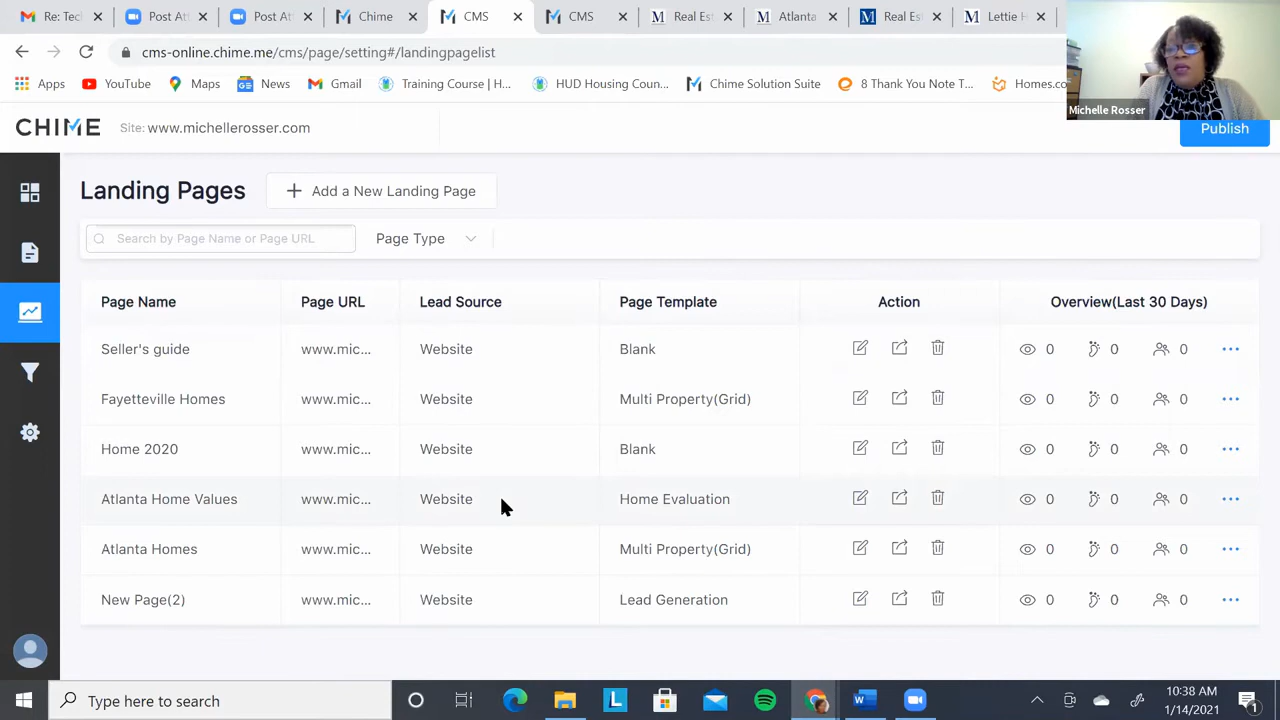 Re: Tech
Post Att
Post Att
Chime
CMS
CMS
Real Est
Atlanta
Real Es
Lettie H
cms-online.chime.me/cms/page/setting#/landingpagelist
Apps
YouTube
Maps
News
Gmail
Training Course | H...
HUD Housing Coun...
Chime Solution Suite
8 Thank You Note T...
Homes.co
Michelle Rosser
CHIME
Site: www.michellerosser.com
Publish
Landing Pages
Add a New Landing Page
Search by Page Name or Page URL
Page Type
Page Name Page URL Lead Source Page Template Action Overview(Last 30 Days)
Seller's guide www.mic... Website Blank 0 0 0
Fayetteville Homes www.mic... Website Multi Property(Grid) 0 0 0
Home 2020 www.mic... Website Blank 0 0 0
Atlanta Home Values www.mic... Website Home Evaluation 0 0 0
Atlanta Homes www.mic... Website Multi Property(Grid) 0 0 0
New Page(2) www.mic... Website Lead Generation 0 0 0
Type here to search
10:38 AM
1/14/2021